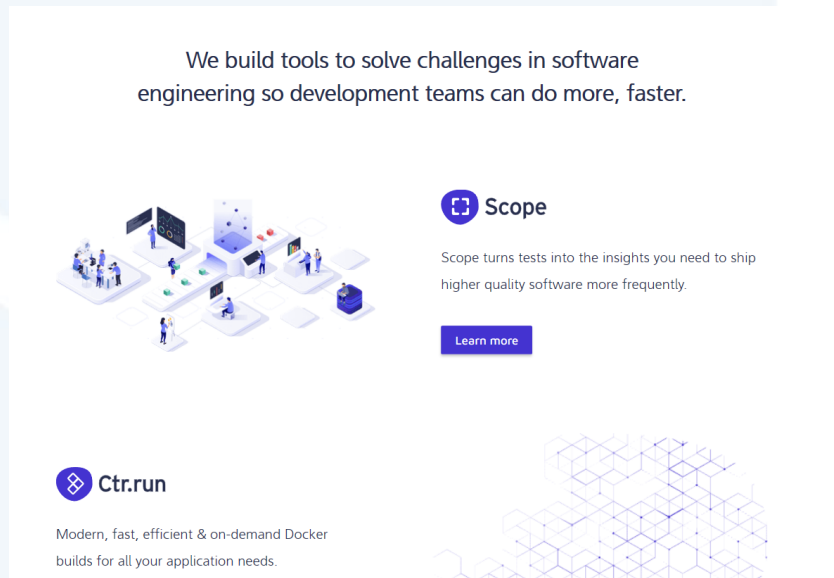 We build tools to solve challenges in software
engineering so development teams can do more, faster.
Scope
Scope turns tests into the insights you need to ship
higher quality software more frequently.
Learn more
Ctr.run
Modern, fast, efficient & on-demand Docker
builds for all your application needs.